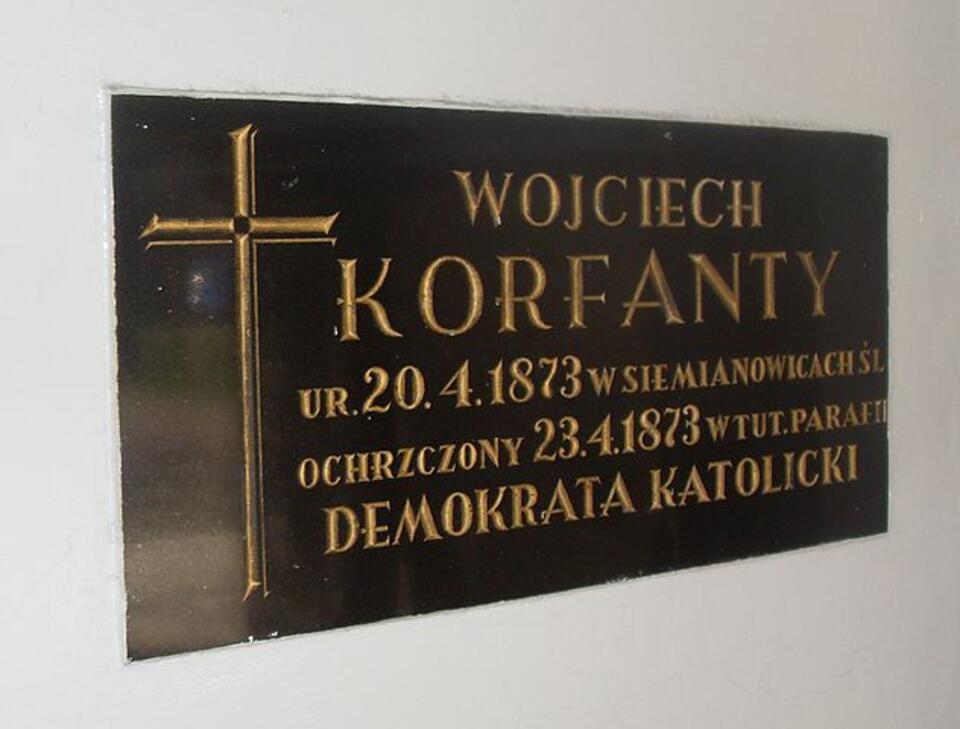 WOJCIECH
KORFANTY
UR. 20. 4. 1873 W SIEMIANOWICACH ŚL
OCHRZCZONY 23.4.1873 W TUT. PARAFII
DEMOKRATA KATOLICKI